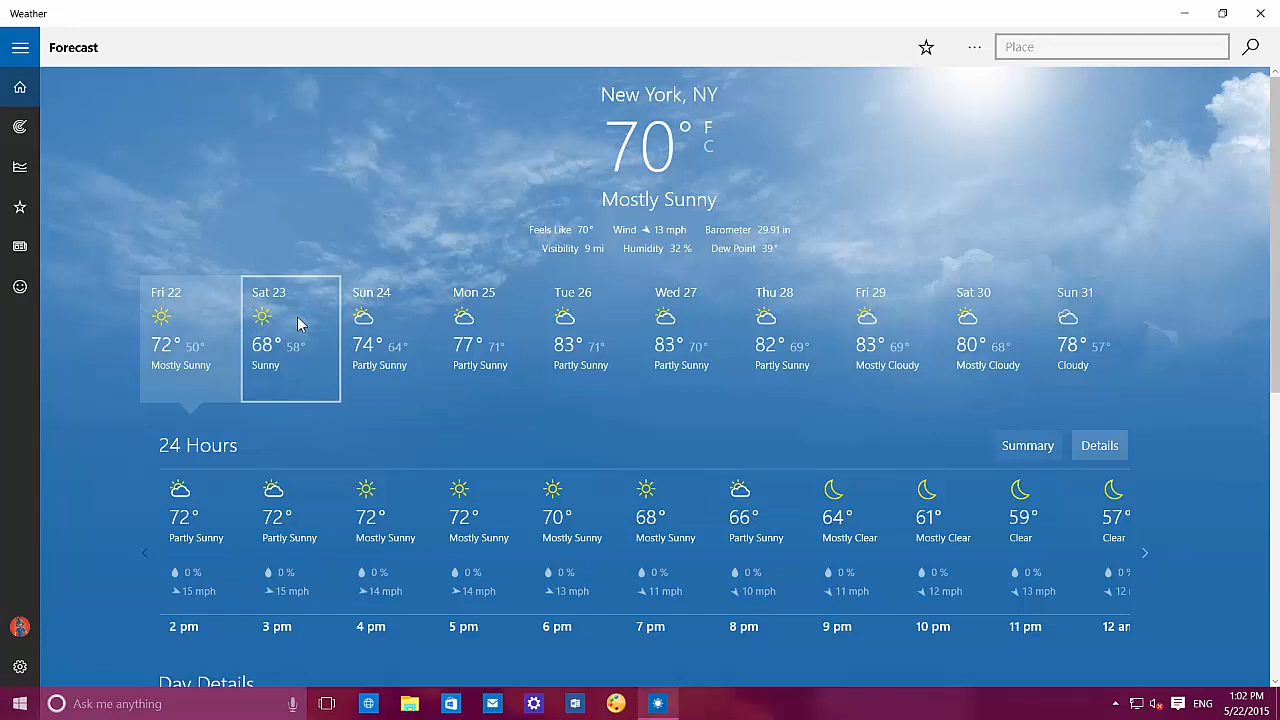 Weather
Forecast
Place
New York, NY
70° F
C
Mostly Sunny
Feels Like 70° Wind 13 mph Barometer 29.91 in
Visibility 9 mi Humidity 32 % Dew Point 39°
Fri 22 Sat 23 Sun 24 Mon 25 Tue 26 Wed 27 Thu 28 Fri 29 Sat 30 Sun 31
72° 50° 68° 58° 74° 64° 77° 71° 83° 71° 83° 70° 82° 69° 83° 69° 80° 68° 78° 57°
Mostly Sunny Sunny Partly Sunny Partly Sunny Partly Sunny Partly Sunny Partly Sunny Mostly Cloudy Mostly Cloudy Cloudy
24 Hours Summary Details
72° 72° 72° 72° 70° 68° 66° 64° 61° 59° 57°
Partly Sunny Partly Sunny Mostly Sunny Mostly Sunny Mostly Sunny Mostly Sunny Partly Sunny Mostly Clear Mostly Clear Clear Clear
0 % 0 % 0 % 0 % 0 % 0 % 0 % 0 % 0 % 0 % 0 %
15 mph 15 mph 14 mph 14 mph 13 mph 11 mph 10 mph 11 mph 12 mph 13 mph 12
2 pm 3 pm 4 pm 5 pm 6 pm 7 pm 8 pm 9 pm 10 pm 11 pm 12 am
Day Details
Ask me anything ENG 1:02 PM
5/22/2015